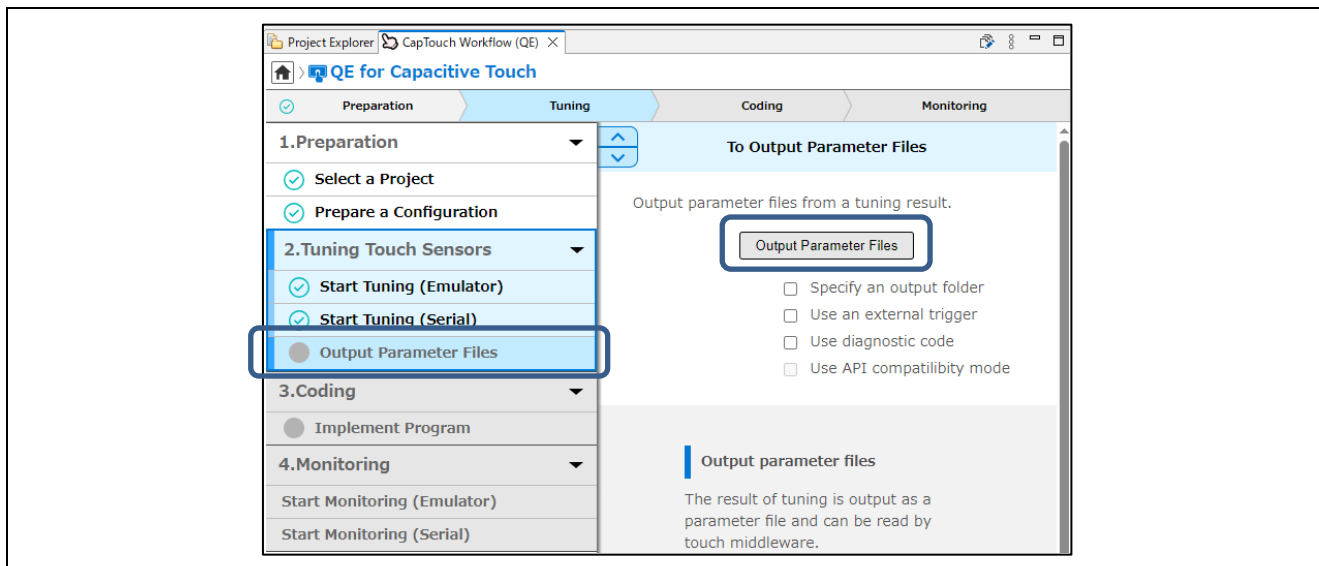 Project Explorer CapTouch Workflow (QE)
QE for Capacitive Touch
Preparation Tuning Coding Monitoring
1.Preparation
Select a Project
Prepare a Configuration
2.Tuning Touch Sensors
Start Tuning (Emulator)
Start Tuning (Serial)
Output Parameter Files
3.Coding
Implement Program
4.Monitoring
Start Monitoring (Emulator)
Start Monitoring (Serial)
To Output Parameter Files
Output parameter files from a tuning result.
Output Parameter Files
Specify an output folder
Use an external trigger
Use diagnostic code
Use API compatilibity mode
Output parameter files
The result of tuning is output as a
parameter file and can be read by
touch middleware.